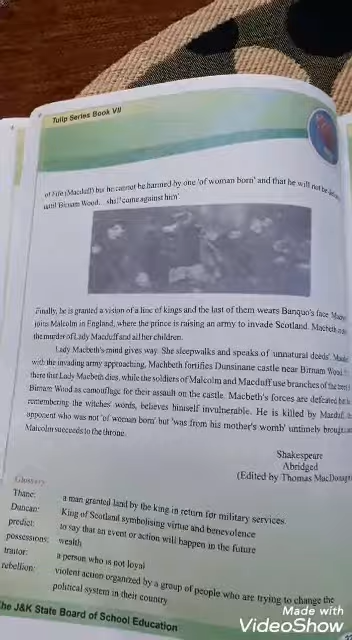 Tulip Series Book VII
of Fife (Macduff) but he cannot be harmed by one 'of woman born' and that he will not be
until 'Birnam Wood... shall come against him'
Finally, he is granted a vision of a line of kings and the last of them wears Banquo's face.
joins Malcolm in England, where the prince is raising an army to invade Scotland. Macbeth
the murder of Lady Macduff and all her children.
Lady Macbeth's mind gives way. She sleepwalks and speaks of 'unnatural deeds'.
with the invading army approaching, Machbeth fortifies Dunsinane castle near Birnam Wood.
there that Lady Macbeth dies, while the soldiers of Malcolm and Macduff use branches of the trees
Birnam Wood as camouflage for their assault on the castle. Macbeth's forces are defeated but
remembering the witches' words, believes himself invulnerable. He is killed by Macduff,
opponent who was not 'of woman born' but 'was from his mother's womb' untimely brought
Malcolm succeeds to the throne.
Shakespeare
Abridged
(Edited by Thomas
Glossary
Thane: a man granted land by the king in return for military services.
Duncan: King of Scotland symbolising virtue and benevolence
predict: to say that an event or action will happen in the future
possessions: wealth
traitor: a person who is not loyal
rebellion: violent action organized by a group of people who are trying to change the
political system in their country
The J&K State Board of School Education
Made with
VideoShow